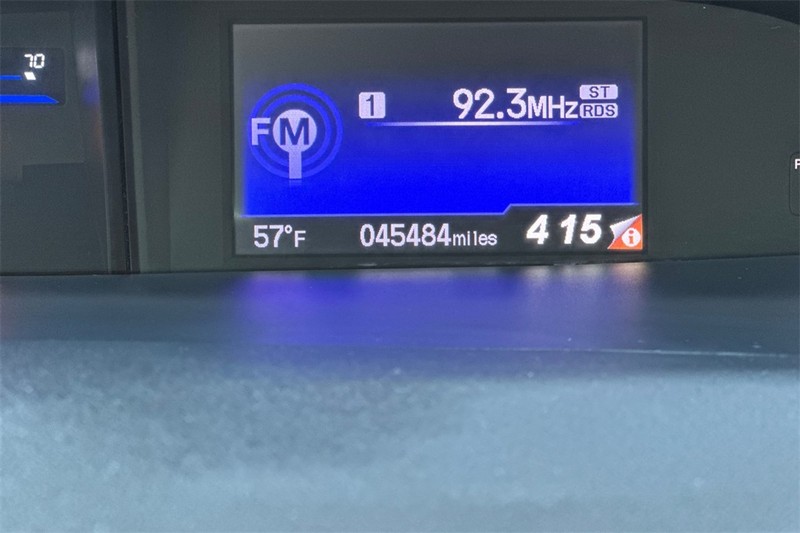 70
1 92.3MHz ST
RDS
FM
57°F 045484miles 4 15 i
P